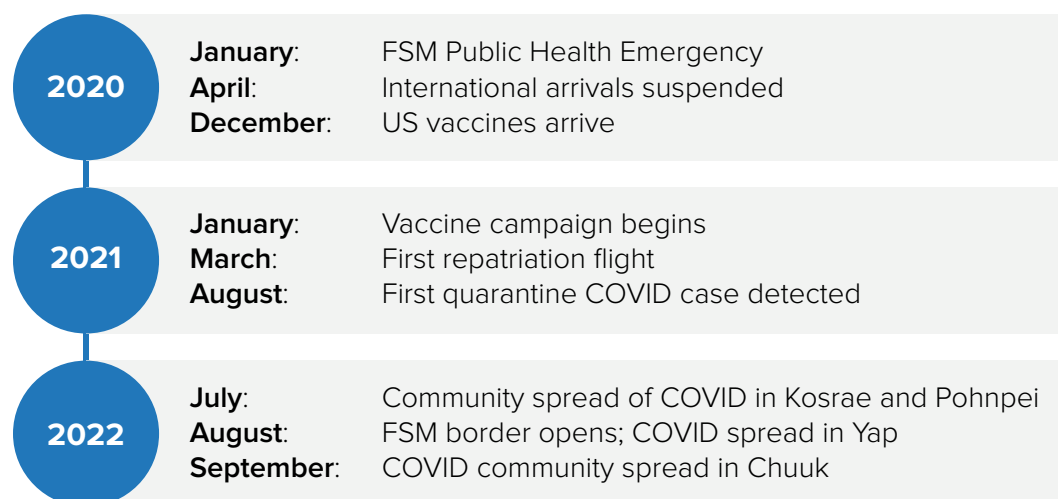 2020
January: FSM Public Health Emergency
April: International arrivals suspended
December: US vaccines arrive
2021
January: Vaccine campaign begins
March: First repatriation flight
August: First quarantine COVID case detected
2022
July: Community spread of COVID in Kosrae and Pohnpei
August: FSM border opens; COVID spread in Yap
September: COVID community spread in Chuuk